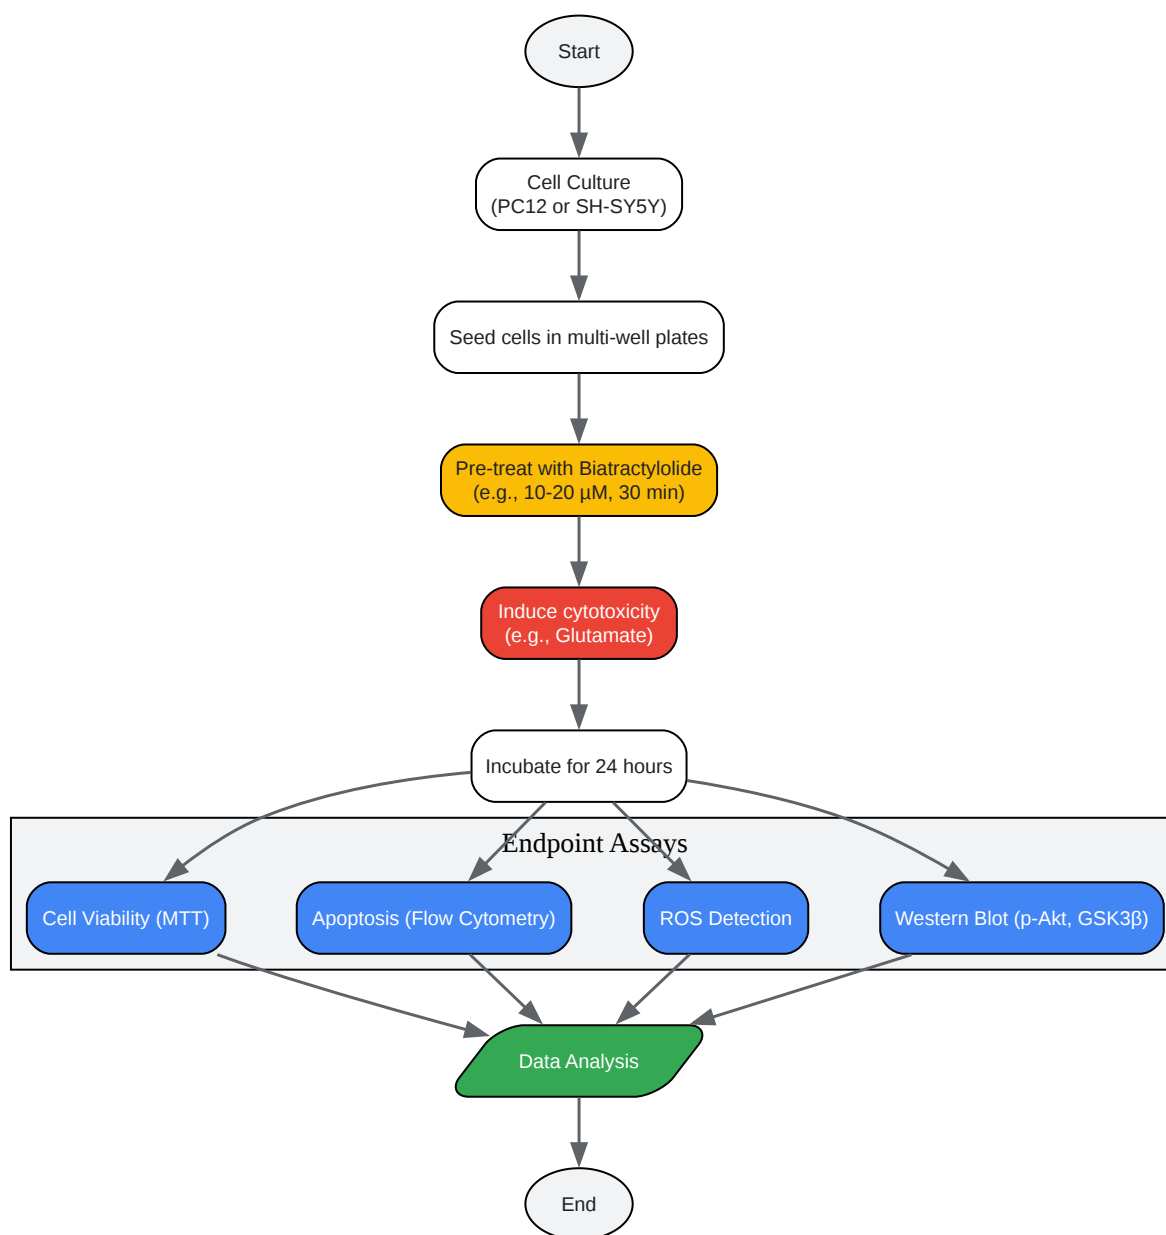 Start
Cell Culture
(PC12 or SH-SY5Y)
Seed cells in multi-well plates
Pre-treat with Biatractylolide
(e.g., 10-20 µM, 30 min)
Induce cytotoxicity
(e.g., Glutamate)
Incubate for 24 hours
Endpoint Assays
Cell Viability (MTT)
Apoptosis (Flow Cytometry)
ROS Detection
Western Blot (p-Akt, GSK3β)
Data Analysis
End